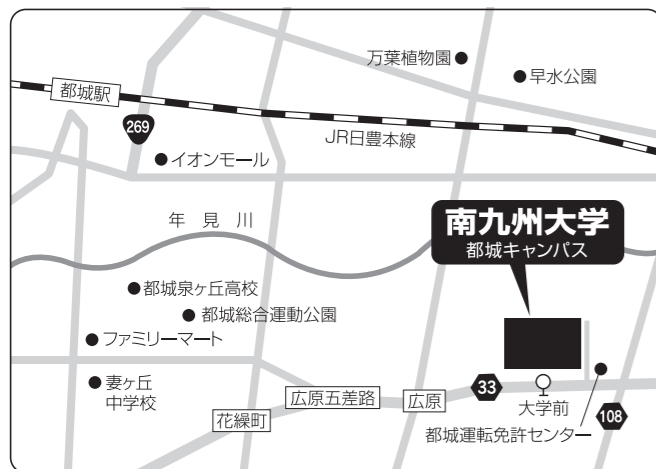 万葉植物園
早水公園
都城駅
269
JR日豊本線
イオンモール
南九州大学
都城キャンパス
年見川
都城泉ヶ丘高校
都城総合運動公園
ファミリーマート
妻ヶ丘
中学校
広原五差路
広原
33
花繰町
大学前
108
都城運転免許センター